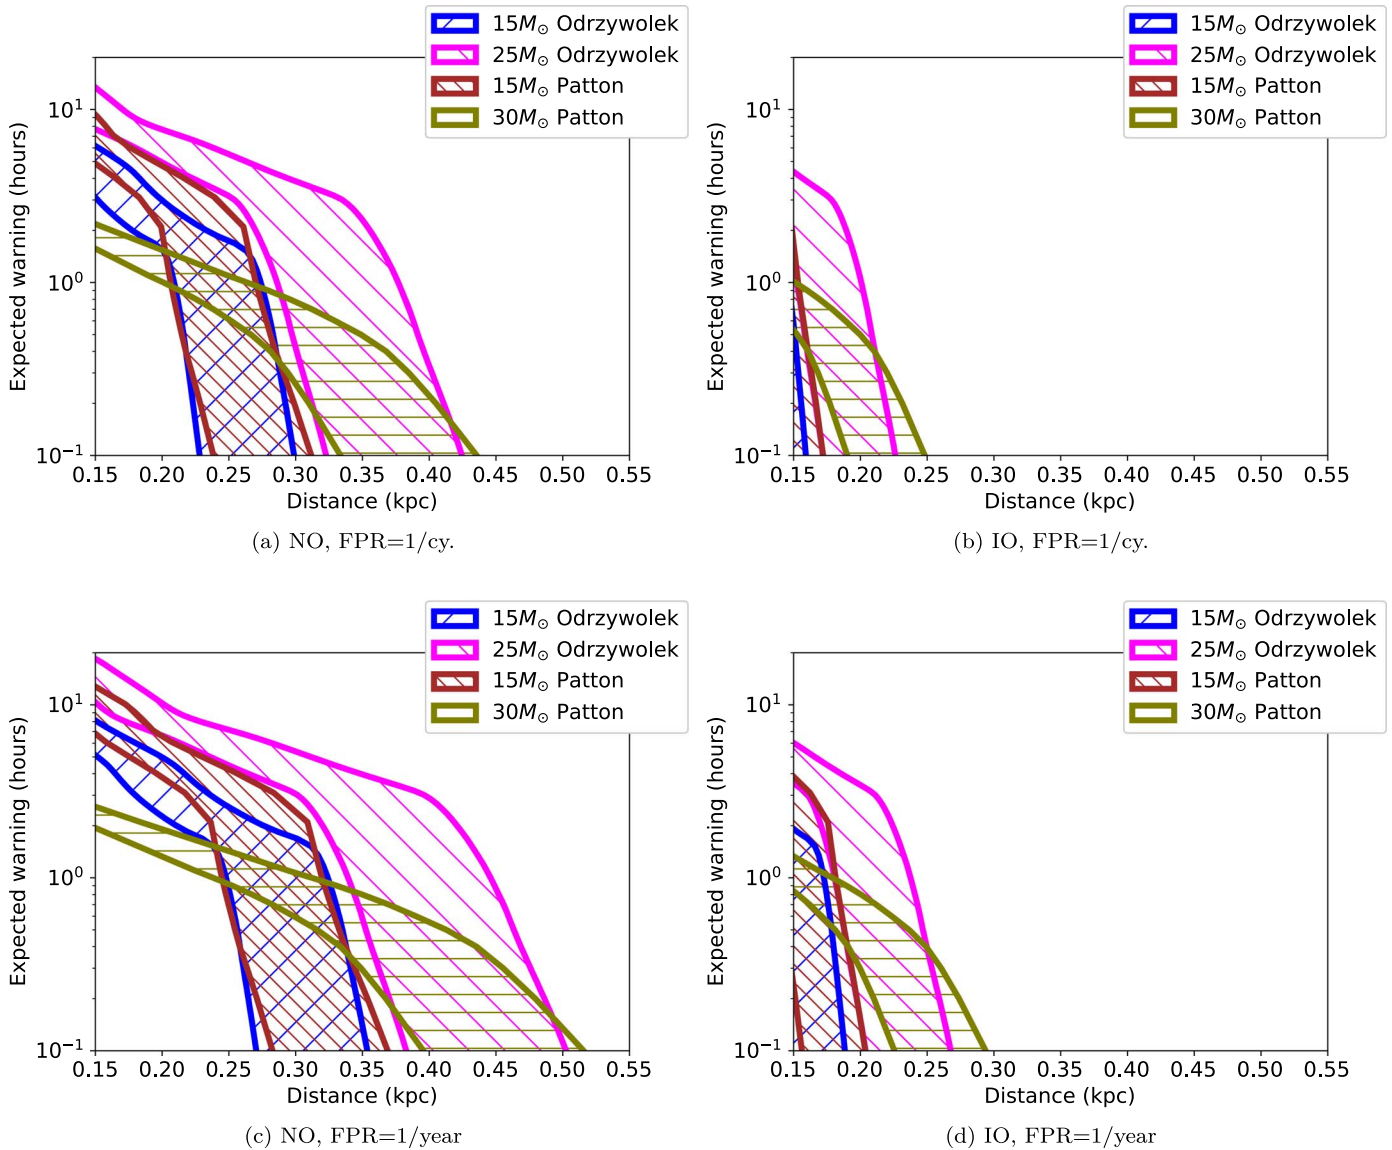 15M⊙ Odrzywolek
25M⊙ Odrzywolek
15M⊙ Patton
30M⊙ Patton
Expected warning (hours)
10^1
10^0
10^−1
0.15 0.20 0.25 0.30 0.35 0.40 0.45 0.50 0.55
Distance (kpc)
(a) NO, FPR=1/cy.
15M⊙ Odrzywolek
25M⊙ Odrzywolek
15M⊙ Patton
30M⊙ Patton
Expected warning (hours)
10^1
10^0
10^−1
0.15 0.20 0.25 0.30 0.35 0.40 0.45 0.50 0.55
Distance (kpc)
(b) IO, FPR=1/cy.
15M⊙ Odrzywolek
25M⊙ Odrzywolek
15M⊙ Patton
30M⊙ Patton
Expected warning (hours)
10^1
10^0
10^−1
0.15 0.20 0.25 0.30 0.35 0.40 0.45 0.50 0.55
Distance (kpc)
(c) NO, FPR=1/year
15M⊙ Odrzywolek
25M⊙ Odrzywolek
15M⊙ Patton
30M⊙ Patton
Expected warning (hours)
10^1
10^0
10^−1
0.15 0.20 0.25 0.30 0.35 0.40 0.45 0.50 0.55
Distance (kpc)
(d) IO, FPR=1/year